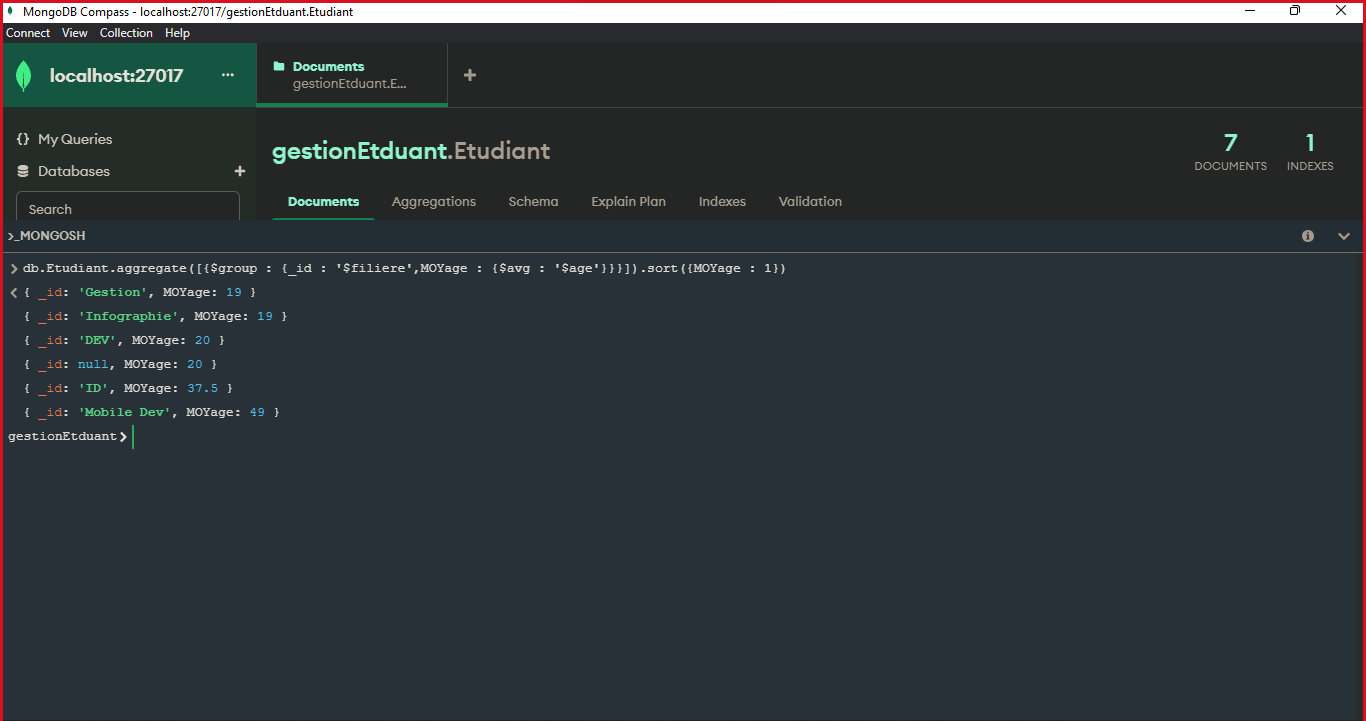 MongoDB Compass - localhost:27017/gestionEtduant.Etudiant
Connect View Collection Help
localhost:27017 ...
Documents
gestionEtduant.E...
+
{} My Queries
Databases +
Search
gestionEtduant.Etudiant
7
DOCUMENTS
1
INDEXES
Documents Aggregations Schema Explain Plan Indexes Validation
>_MONGOSH
> db.Etudiant.aggregate([{$group : {_id : '$filiere',MOYage : {$avg : '$age'}}}]).sort({MOYage : 1})
< { _id: 'Gestion', MOYage: 19 }
{ _id: 'Infographie', MOYage: 19 }
{ _id: 'DEV', MOYage: 20 }
{ _id: null, MOYage: 20 }
{ _id: 'ID', MOYage: 37.5 }
{ _id: 'Mobile Dev', MOYage: 49 }
gestionEtduant>